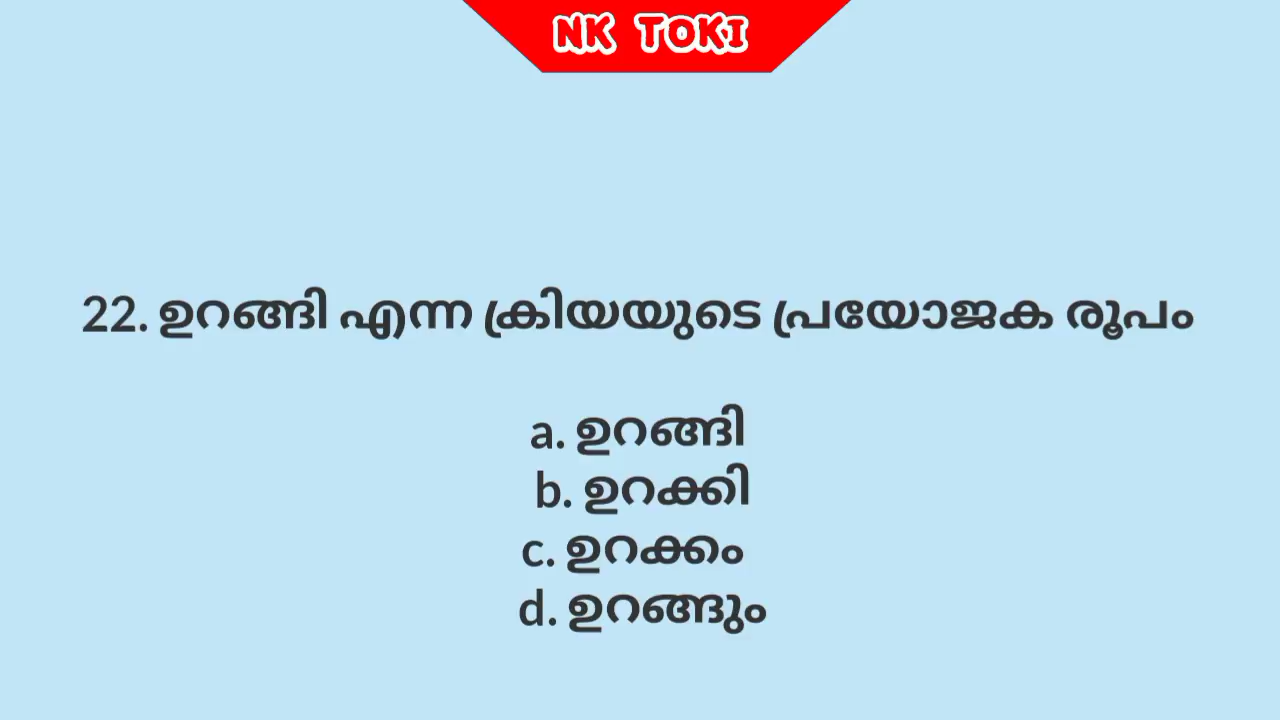 NK TOKI
22. ഉറങ്ങി എന്ന ക്രിയയുടെ പ്രയോജക രൂപം
a. ഉറങ്ങി
b. ഉറക്കി
c. ഉറക്കം
d. ഉറങ്ങും